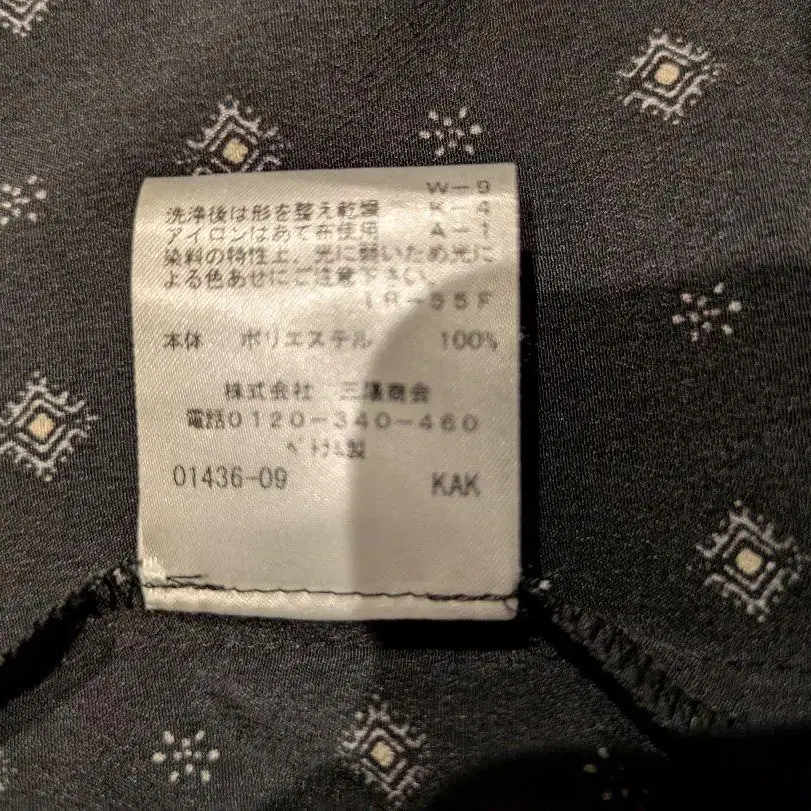 W-9
洗浄後は形を整え乾燥 K-4
アイロンはあて布使用 A-1
染料の特性上、光に弱いため光に
よる色あせにご注意下さい。
本体 ポリエステル 100%
株式会社 三陽商会
電話0120-340-460
ベトナム製
01436-09 KAK